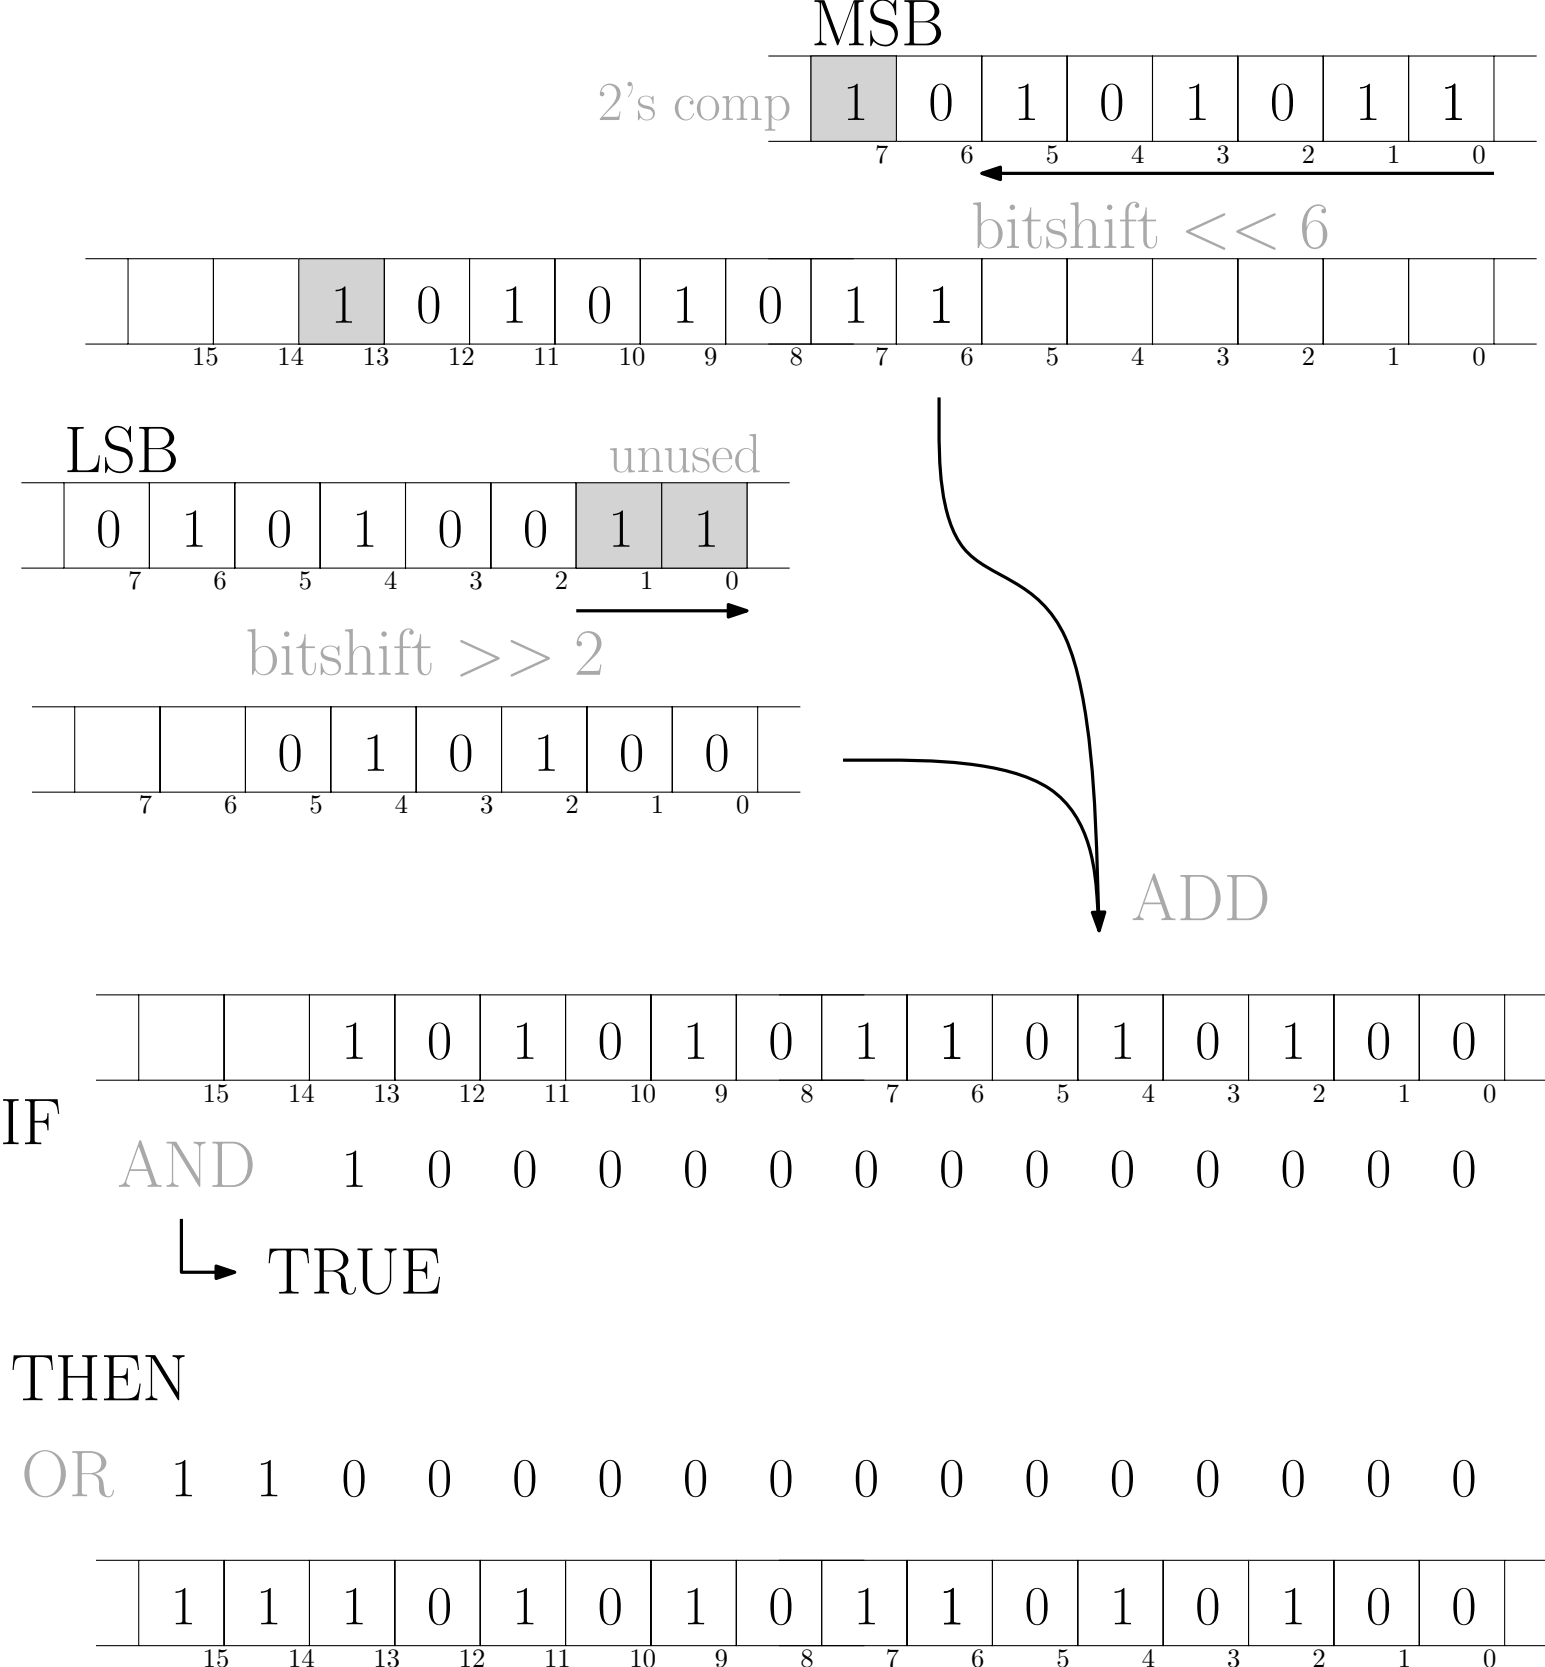 MSB
2's comp 1 0 1 0 1 0 1 1
7 6 5 4 3 2 1 0
bitshift << 6
1 0 1 0 1 0 1 1
15 14 13 12 11 10 9 8 7 6 5 4 3 2 1 0
LSB
unused
0 1 0 1 0 0 1 1
7 6 5 4 3 2 1 0
bitshift >> 2
0 1 0 1 0 0
7 6 5 4 3 2 1 0
ADD
1 0 1 0 1 0 1 1 0 1 0 1 0 0
15 14 13 12 11 10 9 8 7 6 5 4 3 2 1 0
IF
AND 1 0 0 0 0 0 0 0 0 0 0 0 0 0
TRUE
THEN
OR 1 1 0 0 0 0 0 0 0 0 0 0 0 0 0 0
1 1 1 0 1 0 1 0 1 1 0 1 0 1 0 0
15 14 13 12 11 10 9 8 7 6 5 4 3 2 1 0